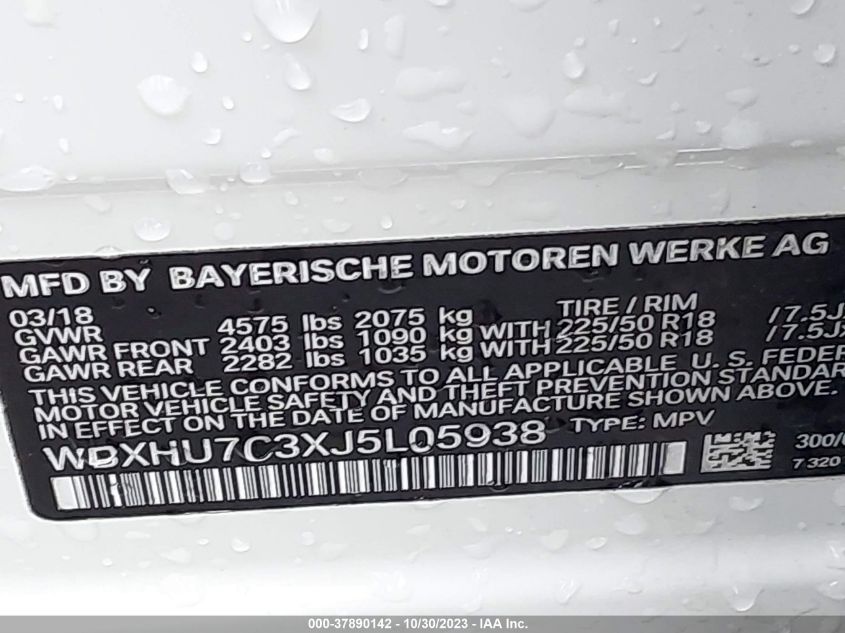 MFD BY BAYERISCHE MOTOREN WERKE AG
03/18 TIRE / RIM
GVWR 4575 lbs 2075 kg
GAWR FRONT 2403 lbs 1090 kg WITH 225/50 R18 /7.5J
GAWR REAR 2282 lbs 1035 kg WITH 225/50 R18 /7.5Jx
THIS VEHICLE CONFORMS TO ALL APPLICABLE U. S. FEDER
MOTOR VEHICLE SAFETY AND THEFT PREVENTION STANDAR
IN EFFECT ON THE DATE OF MANUFACTURE SHOWN ABOVE.
WBXHU7C3XJ5L05938 TYPE: MPV
300/
7 320
000-37890142 - 10/30/2023 - IAA Inc.